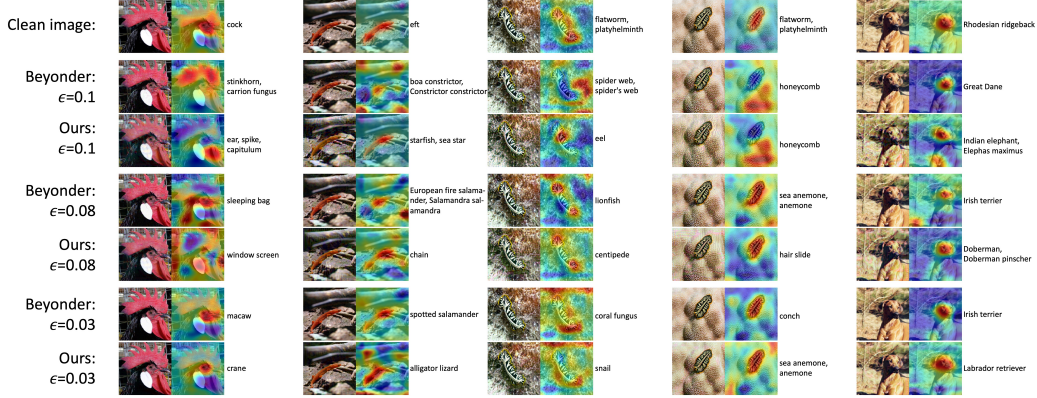 Clean image:
cock
eft
flatworm,
playhelminth
flatworm,
playhelminth
Rhodesian ridgeback
Beyonder:
ϵ=0.1
stinkhorn,
carrion fungus
boa constrictor,
Constrictor constrictor
spider web,
spider's web
honeycomb
Great Dane
Ours:
ϵ=0.1
ear, spike,
capitulum
starfish, sea star
eel
honeycomb
Indian elephant,
Elephas maximus
Beyonder:
ϵ=0.08
sleeping bag
European fire salama-
nder, Salamandra sal-
amandra
lionfish
sea anemone,
anemone
Irish terrier
Ours:
ϵ=0.08
window screen
chain
centipede
hair slide
Doberman,
Doberman pinscher
Beyonder:
ϵ=0.03
macaw
spotted salamander
coral fungus
conch
Irish terrier
Ours:
ϵ=0.03
crane
alligator lizard
snail
sea anemone,
anemone
Labrador retriever